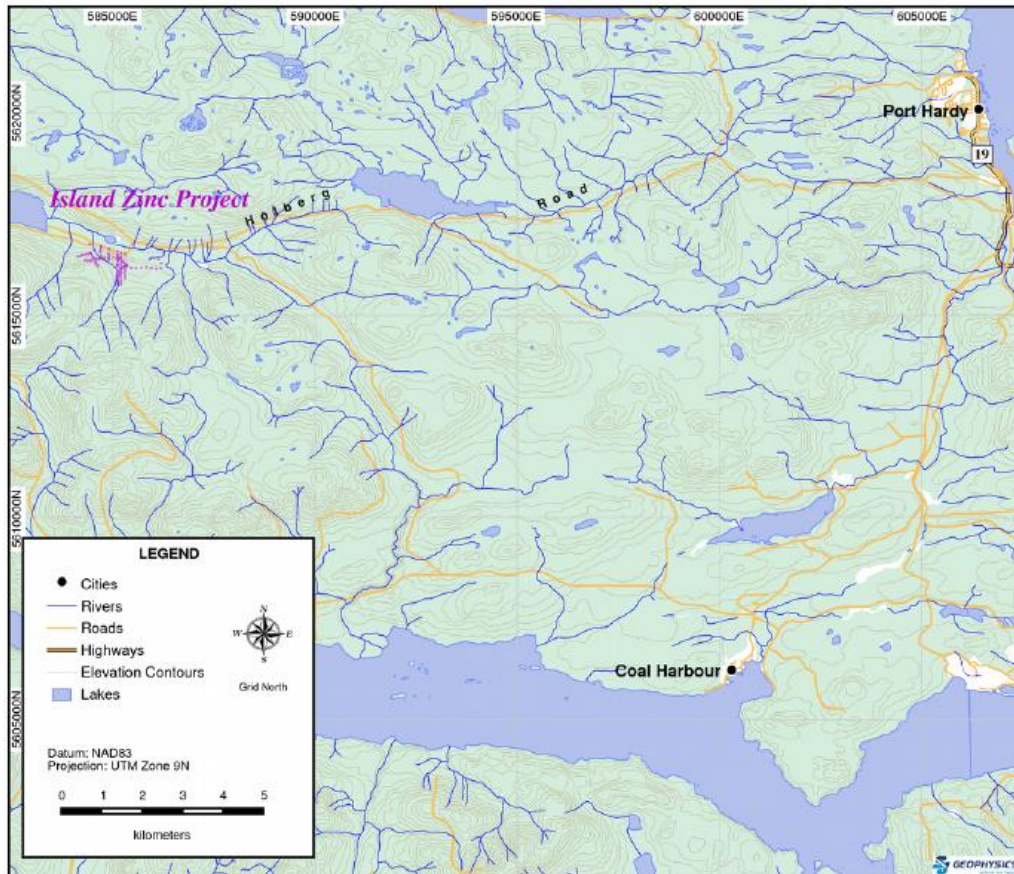 585000E 590000E 595000E 600000E 605000E
5620000N
Port Hardy
19
Island Zinc Project
Holberg Road
5615000N
5610000N
LEGEND
Cities
Rivers
Roads
Highways
Elevation Contours
Lakes
N
W E
S
Grid North
Coal Harbour
5605000N
Datum: NAD83
Projection: UTM Zone 9N
0 1 2 3 4 5
kilometers
GEOPHYSICS